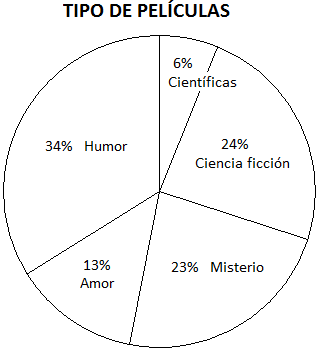 TIPO DE PELÍCULAS
6%
Científicas
24%
Ciencia ficción
34% Humor
23% Misterio
13%
Amor